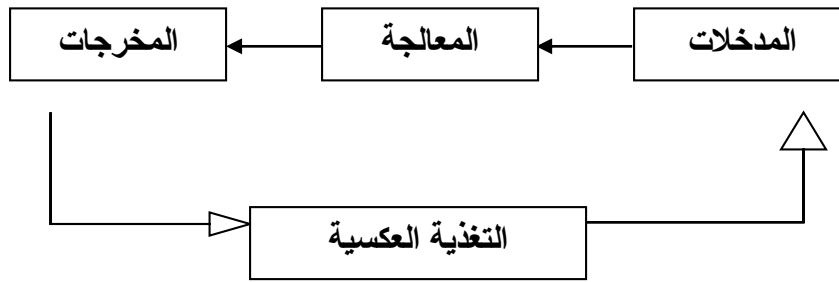 المدخلات
المعالجة
المخرجات
التغذية العكسية